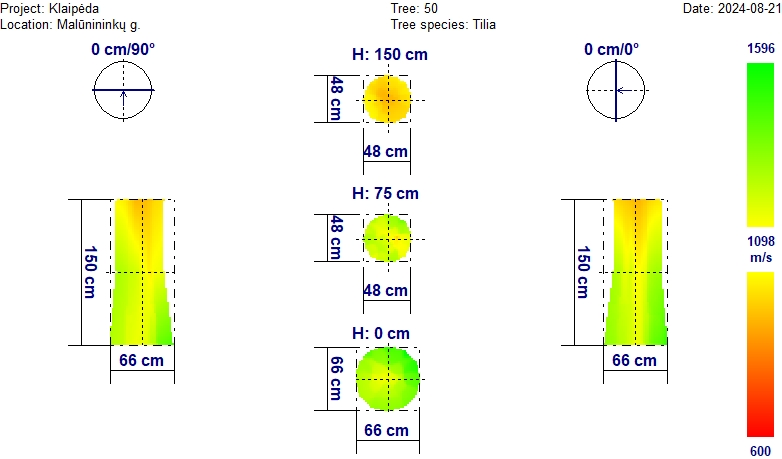 Project: Klaipėda
Tree: 50
Date: 2024-08-21
Location: Malūnininkų g.
Tree species: Tilia
0 cm/90°
H: 150 cm
0 cm/0°
1596
48 cm
48 cm
H: 75 cm
48 cm
48 cm
150 cm
150 cm
1098
m/s
H: 0 cm
66 cm
66 cm
66 cm
66 cm
600